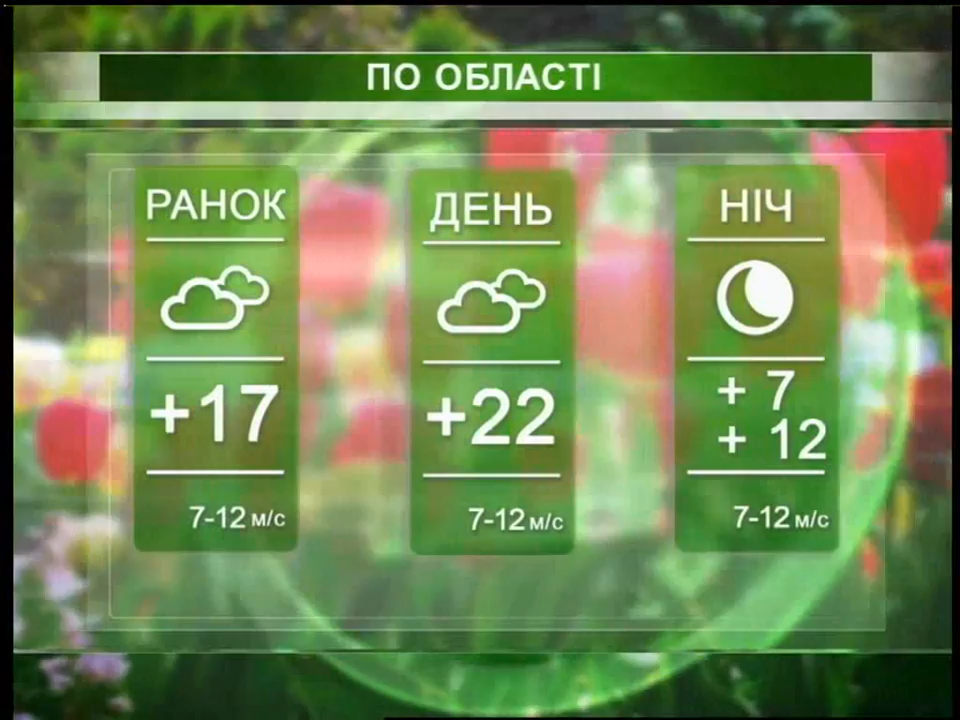 ПО ОБЛАСТІ
РАНОК
+17
7-12 м/с
ДЕНЬ
+22
7-12 м/с
НІЧ
+ 7
+ 12
7-12 м/с